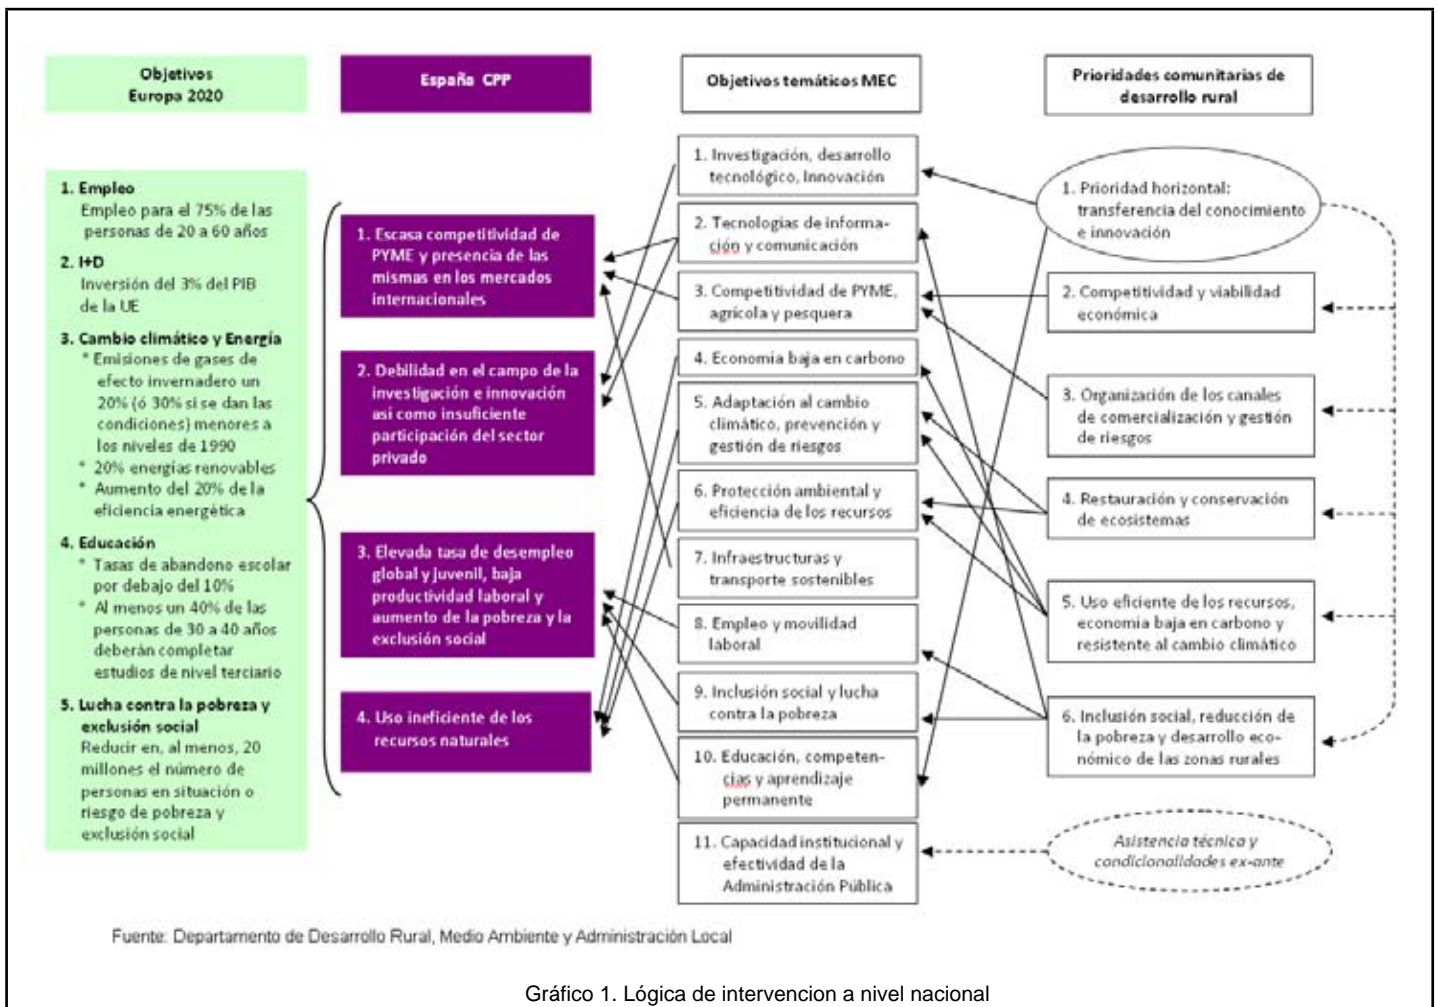 Objetivos
Europa 2020
España CPP
Objetivos temáticos MEC
Prioridades comunitarias de
desarrollo rural
1. Empleo
Empleo para el 75% de las
personas de 20 a 60 años
2. I+D
Inversión del 3% del PIB
de la UE
3. Cambio climático y Energía
* Emisiones de gases de
efecto invernadero un
20% (ó 30% si se dan las
condiciones) menores a
los niveles de 1990
* 20% energías renovables
* Aumento del 20% de la
eficiencia energética
4. Educación
* Tasas de abandono escolar
por debajo del 10%
* Al menos un 40% de las
personas de 30 a 40 años
deberán completar
estudios de nivel terciario
5. Lucha contra la pobreza y
exclusión social
Reducir en, al menos, 20
millones el número de
personas en situación o
riesgo de pobreza y
exclusión social
1. Escasa competitividad de
PYME y presencia de las
mismas en los mercados
internacionales
2. Debilidad en el campo de la
investigación e innovación
así como insuficiente
participación del sector
privado
3. Elevada tasa de desempleo
global y juvenil, baja
productividad laboral y
aumento de la pobreza y la
exclusión social
4. Uso ineficiente de los
recursos naturales
1. Investigación, desarrollo
tecnológico, Innovación
2. Tecnologías de informa-
ción y comunicación
3. Competitividad de PYME,
agrícola y pesquera
4. Economía baja en carbono
5. Adaptación al cambio
climático, prevención y
gestión de riesgos
6. Protección ambiental y
eficiencia de los recursos
7. Infraestructuras y
transporte sostenibles
8. Empleo y movilidad
laboral
9. Inclusión social y lucha
contra la pobreza
10. Educación, competen-
cias y aprendizaje
permanente
11. Capacidad institucional y
efectividad de la
Administración Pública
1. Prioridad horizontal:
transferencia del conocimiento
e innovación
2. Competitividad y viabilidad
económica
3. Organización de los canales
de comercialización y gestión
de riesgos
4. Restauración y conservación
de ecosistemas
5. Uso eficiente de los recursos,
economía baja en carbono y
resistente al cambio climático
6. Inclusión social, reducción de
la pobreza y desarrollo eco-
nómico de las zonas rurales
Asistencia técnica y
condicionalidades ex-ante
Fuente: Departamento de Desarrollo Rural, Medio Ambiente y Administración Local
Gráfico 1. Lógica de intervencion a nivel nacional